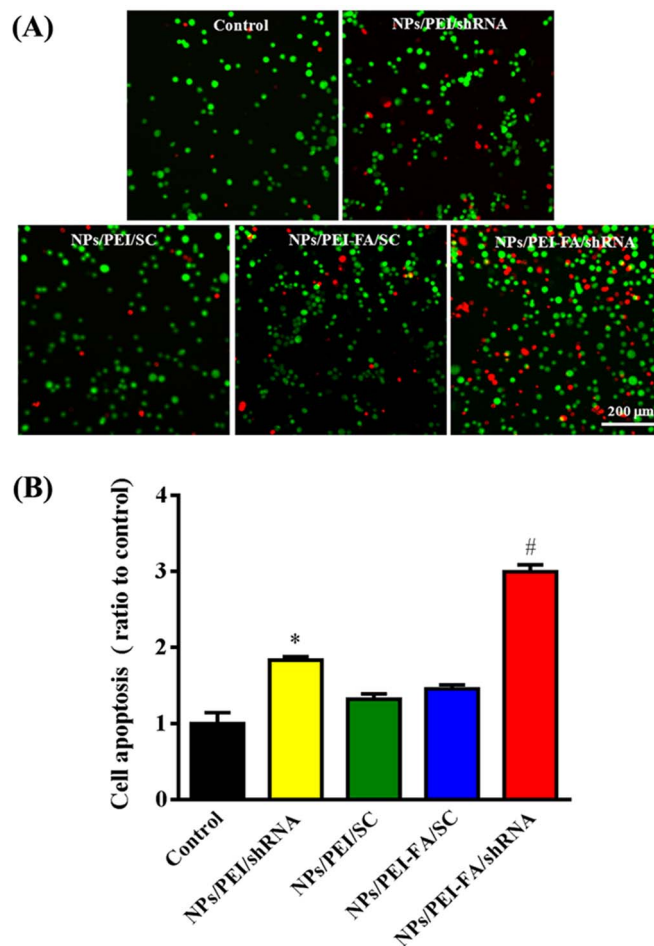 (A)
Control
NPs/PEI/shRNA
NPs/PEI/SC
NPs/PEI-FA/SC
NPs/PEI-FA/shRNA
200 μm
(B)
Cell apoptosis ( ratio to control)
4
3
2
1
0
*
#
Control
NPs/PEI/shRNA
NPs/PEI/SC
NPs/PEI-FA/SC
NPs/PEI-FA/shRNA